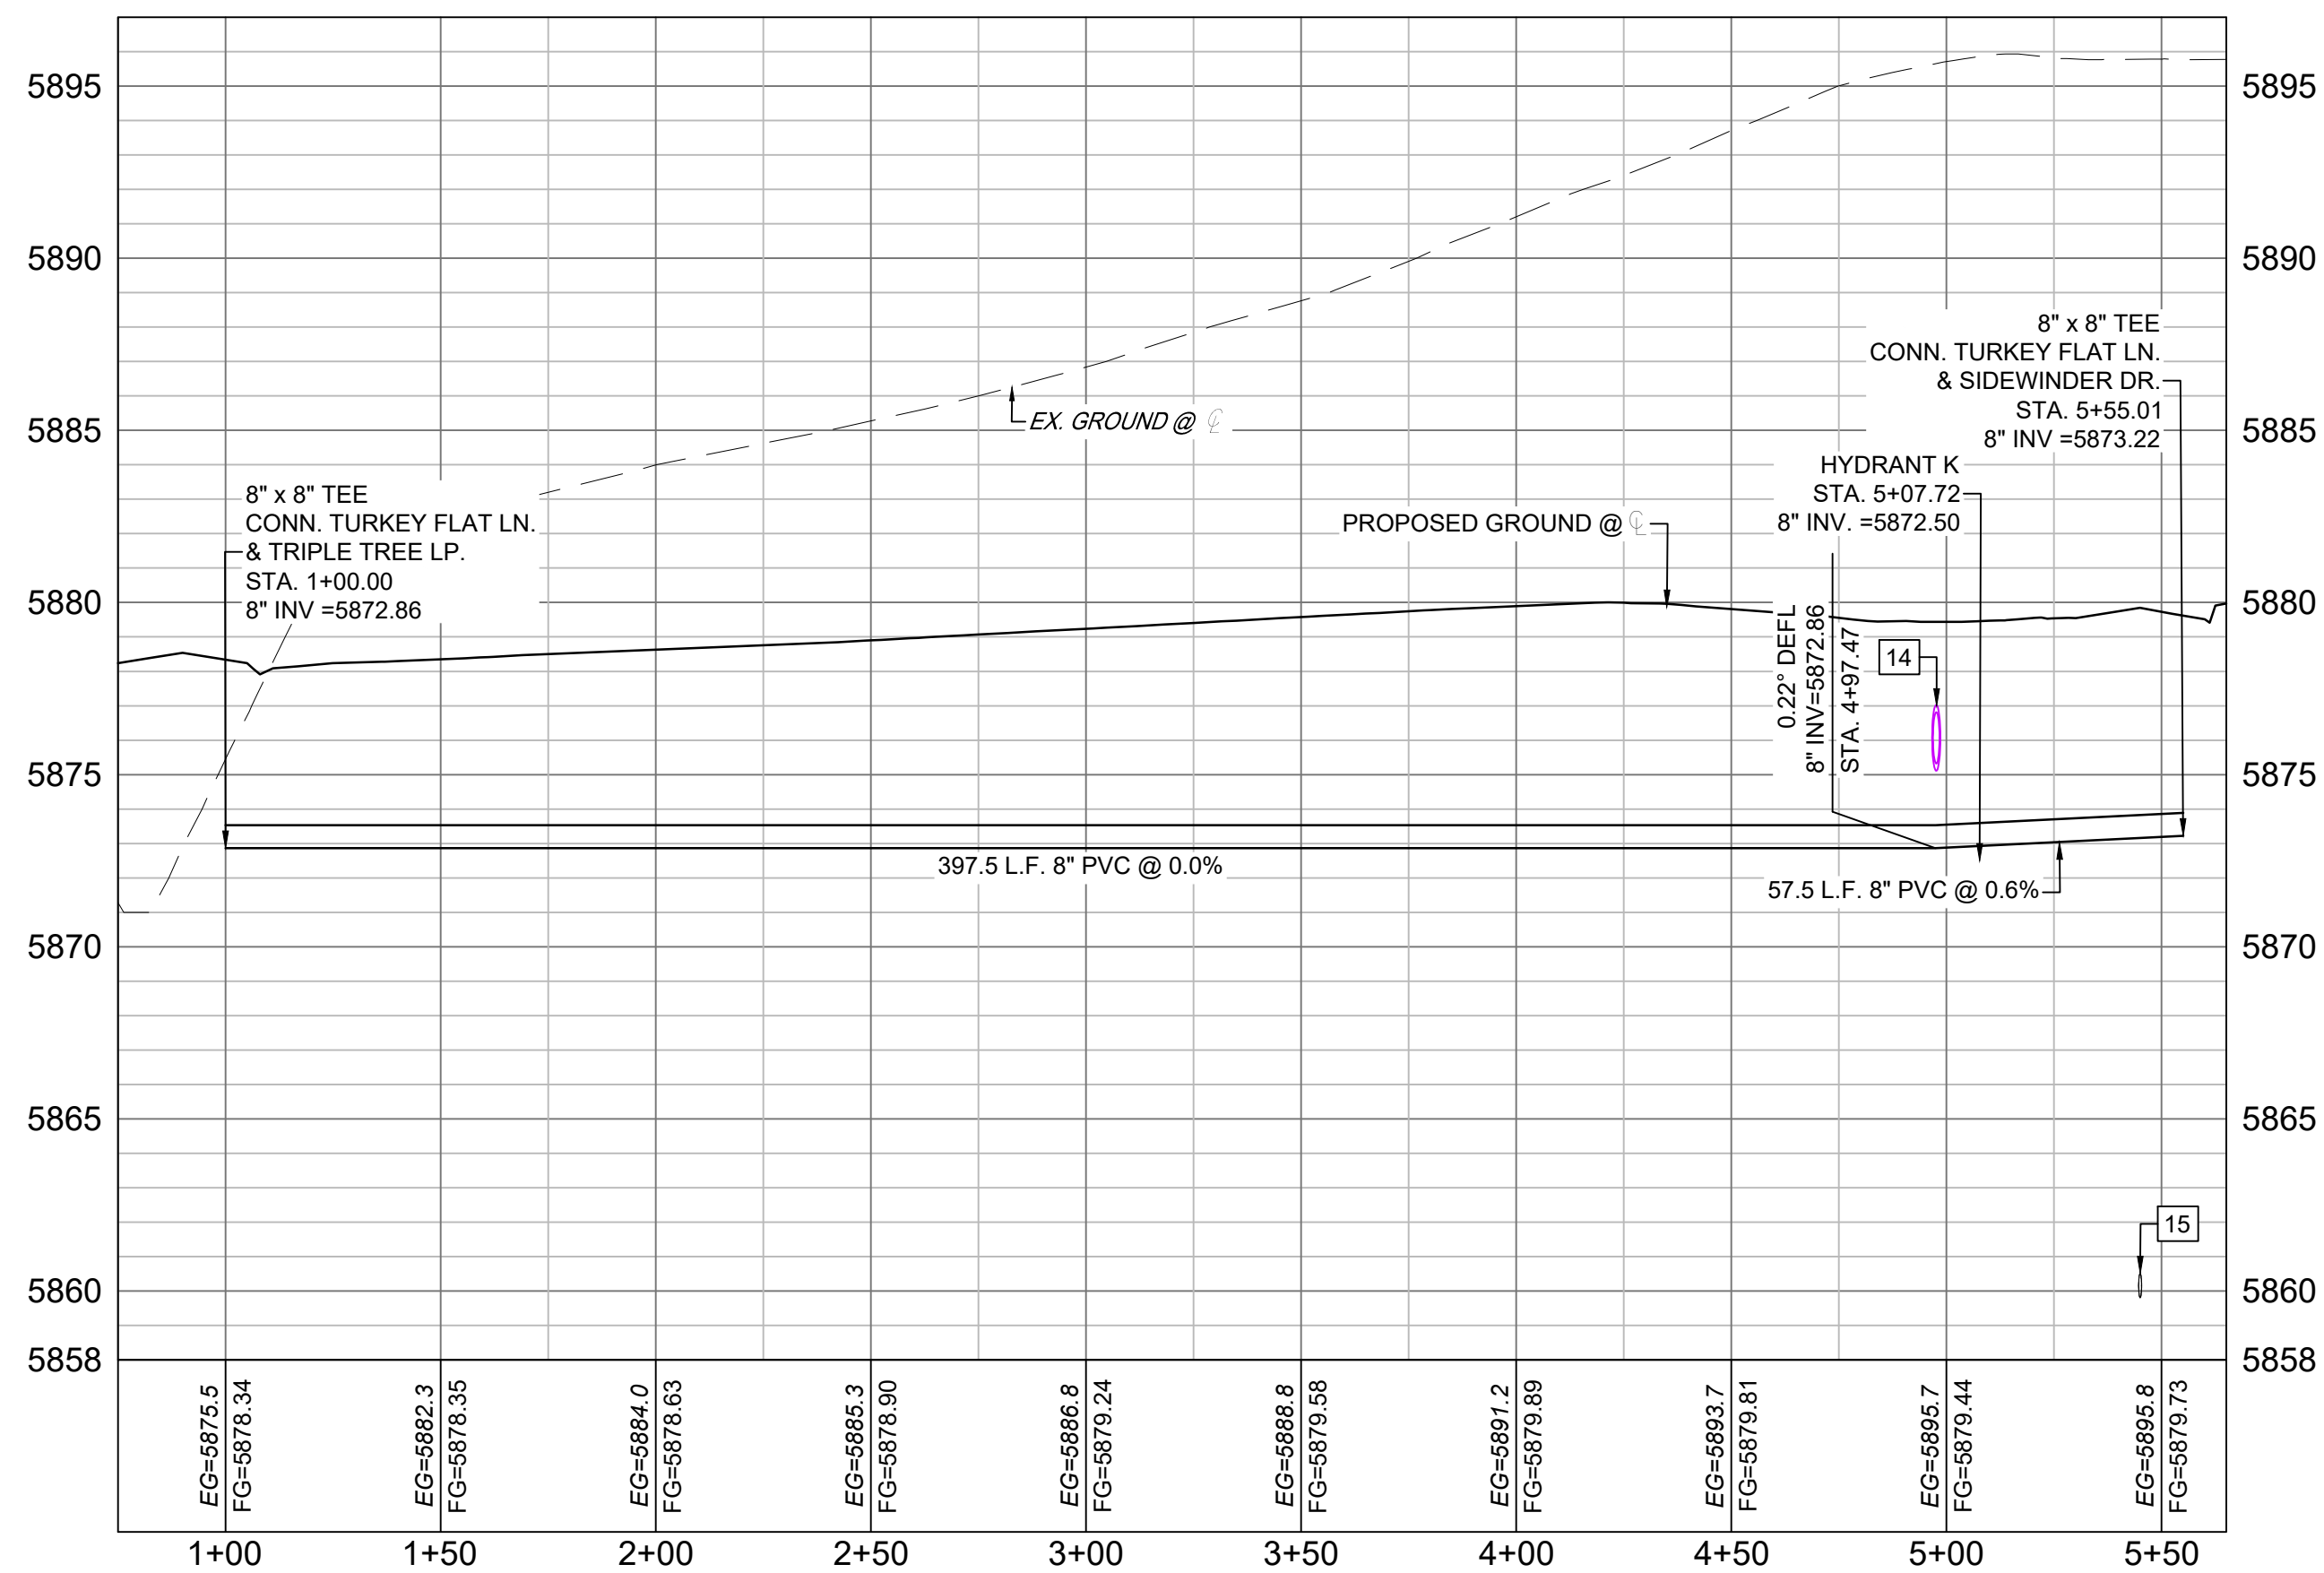 5895
5895
5890
5890
5885
5885
5880
5880
5875
5875
5870
5870
5865
5865
5860
5860
5858
5858
8" x 8" TEE
CONN. TURKEY FLAT LN.
& SIDEWINDER DR.
STA. 5+55.01
8" INV =5873.22
EX. GROUND @ ℄
HYDRANT K
STA. 5+07.72
8" INV. =5872.50
8" x 8" TEE
CONN. TURKEY FLAT LN.
& TRIPLE TREE LP.
STA. 1+00.00
8" INV =5872.86
PROPOSED GROUND @ ℄
0.22° DEFL
8" INV=5872.86
STA. 4+97.47
14
397.5 L.F. 8" PVC @ 0.0%
57.5 L.F. 8" PVC @ 0.6%
15
EG=5875.5
FG=5878.34
EG=5882.3
FG=5878.35
EG=5884.0
FG=5878.63
EG=5885.3
FG=5878.90
EG=5886.8
FG=5879.24
EG=5888.8
FG=5879.58
EG=5891.2
FG=5879.89
EG=5893.7
FG=5879.81
EG=5895.7
FG=5879.44
EG=5895.8
FG=5879.73
1+00
1+50
2+00
2+50
3+00
3+50
4+00
4+50
5+00
5+50